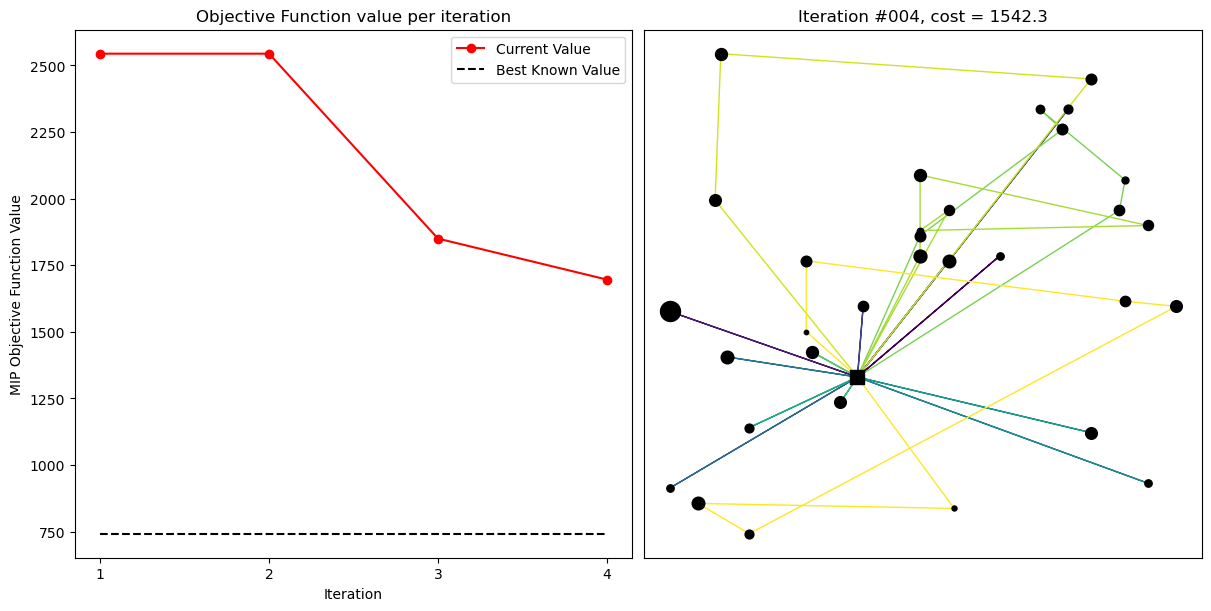 Objective Function value per iteration
Current Value
Best Known Value
2500
2250
2000
1750
1500
1250
1000
750
MIP Objective Function Value
1
2
3
4
Iteration
Iteration #004, cost = 1542.3